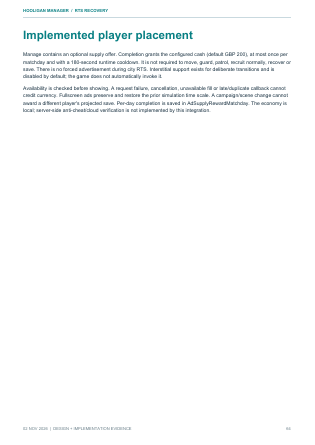 HOOLIGAN MANAGER / RTS RECOVERY
Implemented player placement
Manage contains an optional supply offer. Completion grants the configured cash (default GBP 200), at most once per
matchday and with a 180-second runtime cooldown. It is not required to move, guard, patrol, recruit normally, recover or
save. There is no forced advertisement during city RTS. Interstitial support exists for deliberate transitions and is
disabled by default; the game does not automatically invoke it.
Availability is checked before showing. A request failure, cancellation, unavailable fill or late/duplicate callback cannot
credit currency. Fullscreen ads preserve and restore the prior simulation time scale. A campaign/scene change cannot
award a different player's projected save. Per-day completion is saved in AdSupplyRewardMatchday. The economy is
local; server-side anti-cheat/cloud verification is not implemented by this integration.
| DESIGN + IMPLEMENTATION EVIDENCE